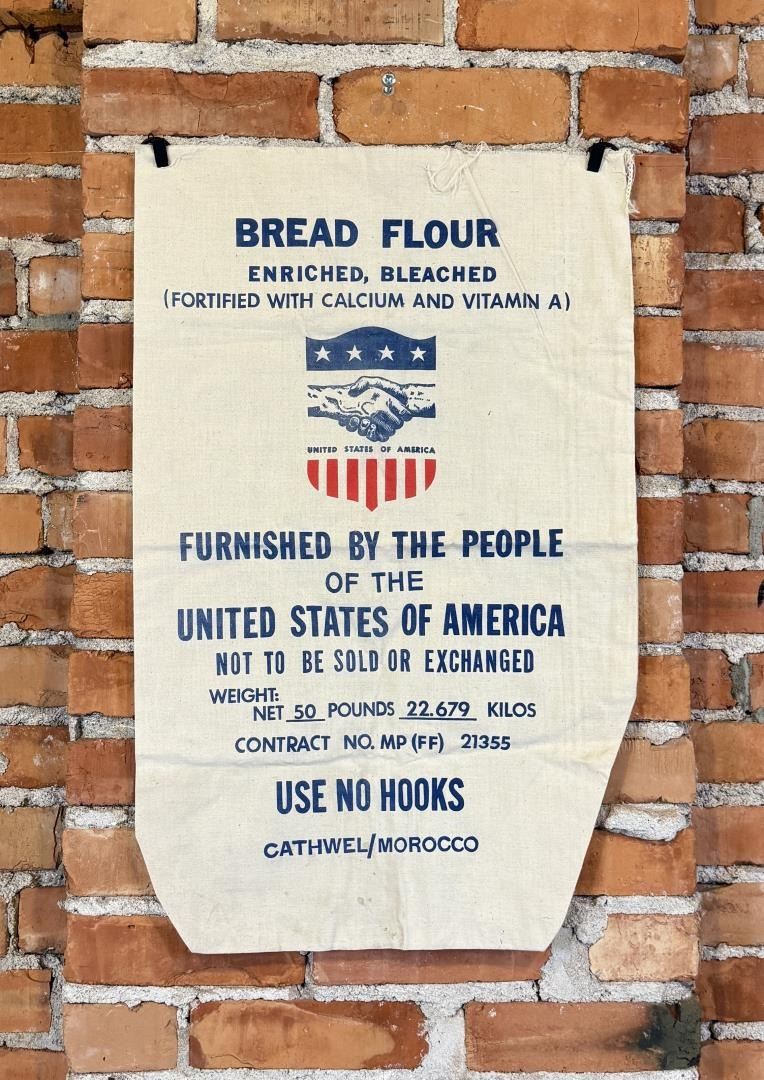 BREAD FLOUR
ENRICHED, BLEACHED
(FORTIFIED WITH CALCIUM AND VITAMIN A)
UNITED STATES OF AMERICA
FURNISHED BY THE PEOPLE
OF THE
UNITED STATES OF AMERICA
NOT TO BE SOLD OR EXCHANGED
WEIGHT:
NET 50 POUNDS 22.679 KILOS
CONTRACT NO. MP (FF) 21355
USE NO HOOKS
CATHWEL/MOROCCO